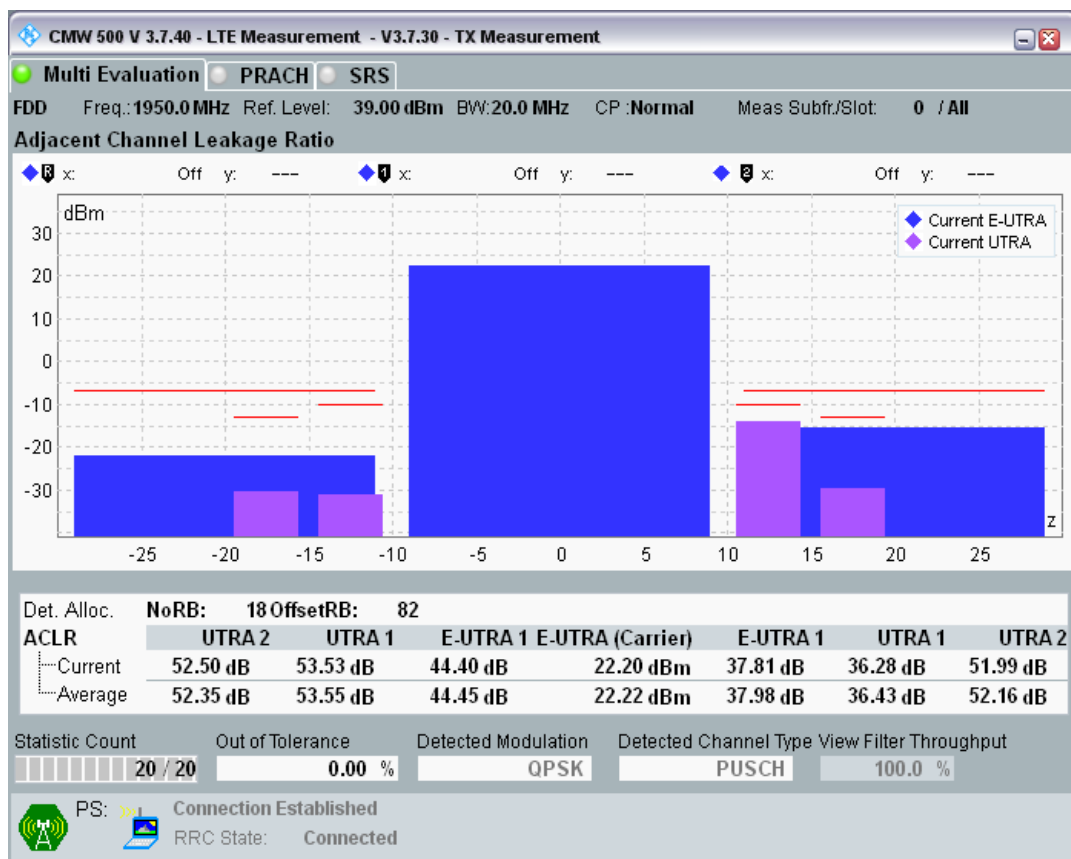 CMW 500 V 3.7.40 - LTE Measurement - V3.7.30 - TX Measurement
Multi Evaluation PRACH SRS
FDD Freq.: 1950.0 MHz Ref. Level: 39.00 dBm BW: 20.0 MHz CP : Normal Meas Subfr./Slot: 0 / All
Adjacent Channel Leakage Ratio
R x: Off y: --- 1 x: Off y: --- 2 x: Off y: ---
dBm
Current E-UTRA
Current UTRA
30
20
10
0
-10
-20
-30
z
-25 -20 -15 -10 -5 0 5 10 15 20 25
Det. Alloc. NoRB: 18 OffsetRB: 82
ACLR UTRA 2 UTRA 1 E-UTRA 1 E-UTRA (Carrier) E-UTRA 1 UTRA 1 UTRA 2
Current 52.50 dB 53.53 dB 44.40 dB 22.20 dBm 37.81 dB 36.28 dB 51.99 dB
Average 52.35 dB 53.55 dB 44.45 dB 22.22 dBm 37.98 dB 36.43 dB 52.16 dB
Statistic Count Out of Tolerance Detected Modulation Detected Channel Type View Filter Throughput
20 / 20 0.00 % QPSK PUSCH 100.0 %
PS: Connection Established
RRC State: Connected